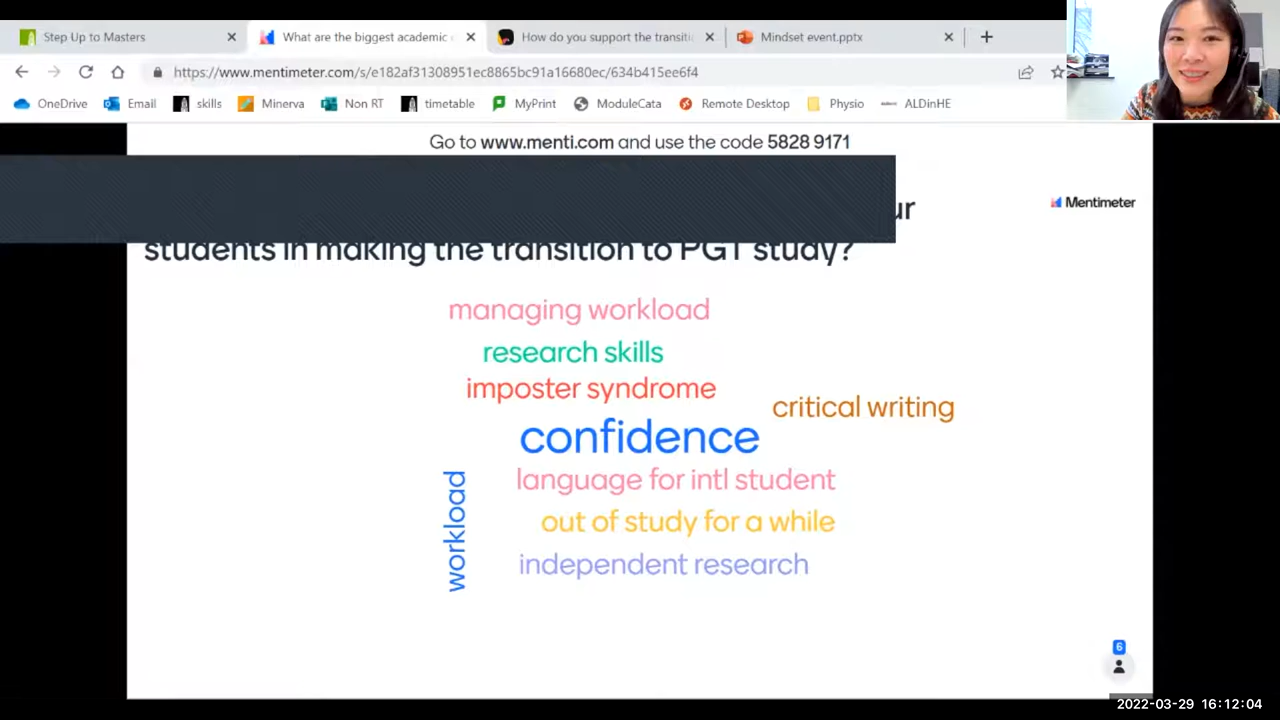 Step Up to Masters
What are the biggest academic
How do you support the transiti
Mindset event.pptx
https://www.mentimeter.com/s/e182af31308951ec8865bc91a16680ec/634b415ee6f4
OneDrive Email skills Minerva Non RT timetable MyPrint ModuleCata Remote Desktop Physio ALDinHE
Go to www.menti.com and use the code 5828 9171
Mentimeter
students in making the transition to PGT study?
managing workload
research skills
imposter syndrome
critical writing
confidence
language for intl student
workload
out of study for a while
independent research
6
2022-03-29 16:12:04